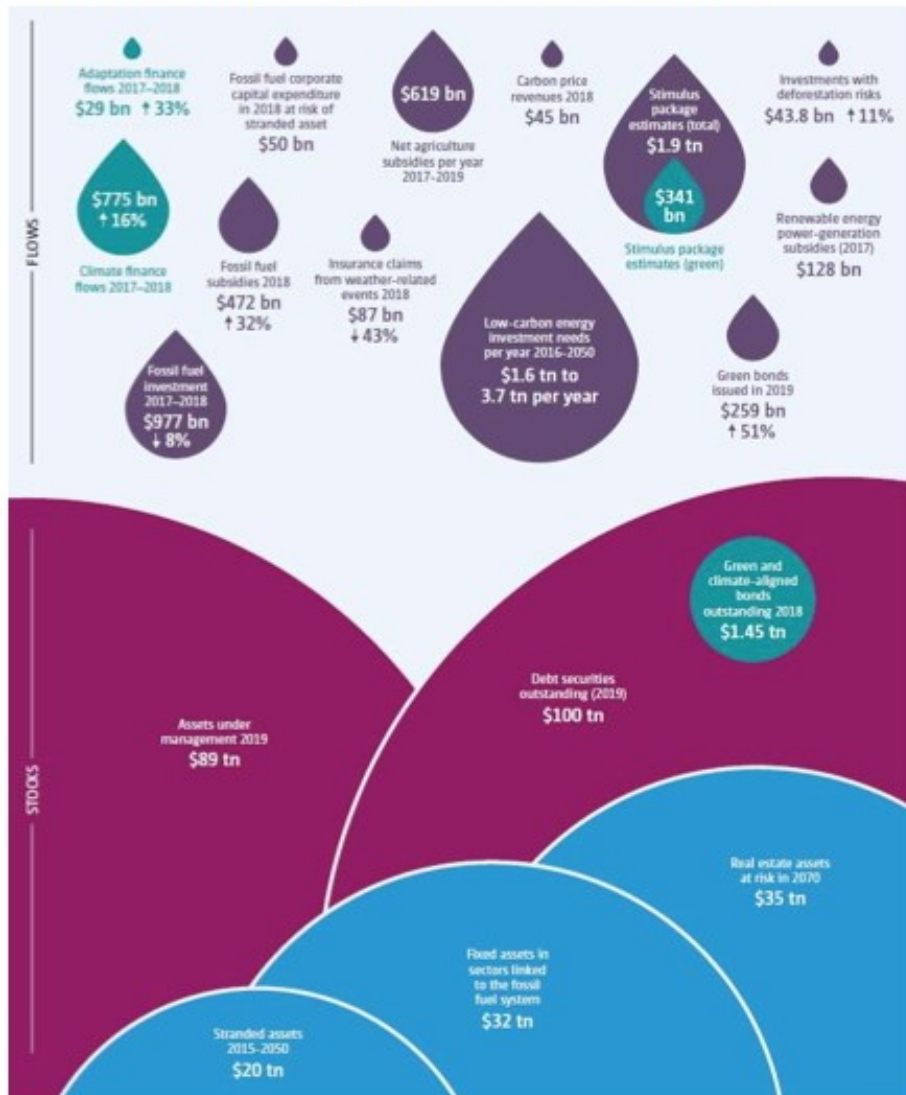 FLOWS
Adaptation finance
flows 2017–2018
$29 bn ↑ 33%
Fossil fuel corporate
capital expenditure
in 2018 at risk of
stranded asset
$50 bn
$619 bn
Net agriculture
subsidies per year
2017–2019
Carbon price
revenues 2018
$45 bn
Stimulus
package
estimates (total)
$1.9 tn
$341
bn
Stimulus package
estimates (green)
Investments with
deforestation risks
$43.8 bn ↑ 11%
$775 bn
↑ 16%
Climate finance
flows 2017–2018
Fossil fuel
subsidies 2018
$472 bn
↑ 32%
Insurance claims
from weather-related
events 2018
$87 bn
↓ 43%
Renewable energy
power-generation
subsidies (2017)
$128 bn
Fossil fuel
investment
2017–2018
$977 bn
↓ 8%
Low-carbon energy
investment needs
per year 2016–2050
$1.6 tn to
3.7 tn per year
Green bonds
issued in 2019
$259 bn
↑ 51%
STOCKS
Green and
climate-aligned
bonds
outstanding 2018
$1.45 tn
Debt securities
outstanding (2019)
$100 tn
Assets under
management 2019
$89 tn
Real estate assets
at risk in 2070
$35 tn
Fixed assets in
sectors linked
to the fossil
fuel system
$32 tn
Stranded assets
2015–2050
$20 tn